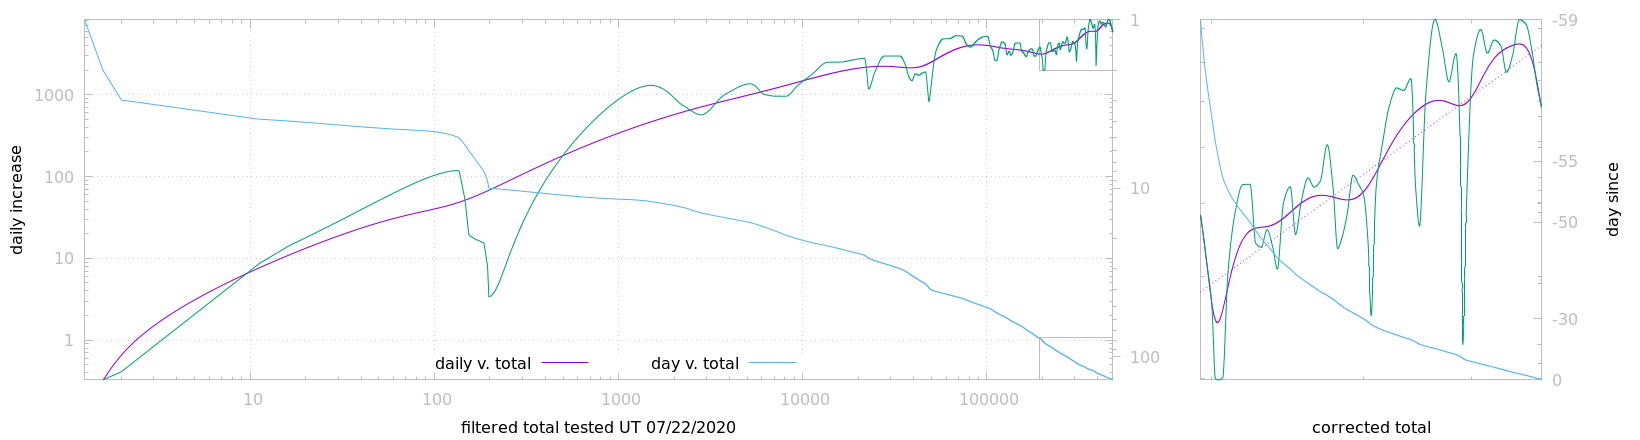 daily increase
1000
100
10
1
10
100
1000
10000
100000
filtered total tested UT 07/22/2020
daily v. total
day v. total
1
10
100
-59
-55
-50
-30
0
day since
corrected total